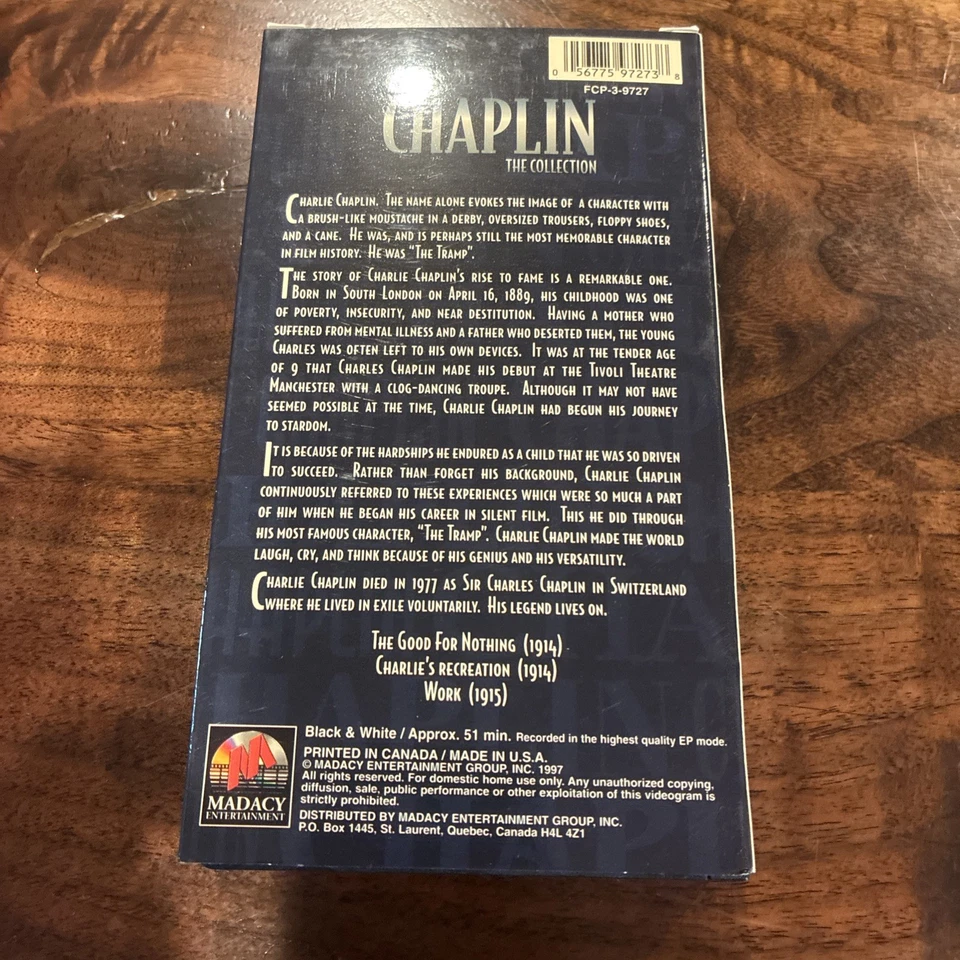 0 56775 97273 8
FCP-3-9727
CHAPLIN
THE COLLECTION
CHARLIE CHAPLIN. THE NAME ALONE EVOKES THE IMAGE OF A CHARACTER WITH
A BRUSH-LIKE MOUSTACHE IN A DERBY, OVERSIZED TROUSERS, FLOPPY SHOES,
AND A CANE. HE WAS, AND IS PERHAPS STILL THE MOST MEMORABLE CHARACTER
IN FILM HISTORY. HE WAS "THE TRAMP".
THE STORY OF CHARLIE CHAPLIN'S RISE TO FAME IS A REMARKABLE ONE.
BORN IN SOUTH LONDON ON APRIL 16, 1889, HIS CHILDHOOD WAS ONE
OF POVERTY, INSECURITY, AND NEAR DESTITUTION. HAVING A MOTHER WHO
SUFFERED FROM MENTAL ILLNESS AND A FATHER WHO DESERTED THEM, THE YOUNG
CHARLES WAS OFTEN LEFT TO HIS OWN DEVICES. IT WAS AT THE TENDER AGE
OF 9 THAT CHARLES CHAPLIN MADE HIS DEBUT AT THE TIVOLI THEATRE
MANCHESTER WITH A CLOG-DANCING TROUPE. ALTHOUGH IT MAY NOT HAVE
SEEMED POSSIBLE AT THE TIME, CHARLIE CHAPLIN HAD BEGUN HIS JOURNEY
TO STARDOM.
IT IS BECAUSE OF THE HARDSHIPS HE ENDURED AS A CHILD THAT HE WAS SO DRIVEN
TO SUCCEED. RATHER THAN FORGET HIS BACKGROUND, CHARLIE CHAPLIN
CONTINUOUSLY REFERRED TO THESE EXPERIENCES WHICH WERE SO MUCH A PART
OF HIM WHEN HE BEGAN HIS CAREER IN SILENT FILM. THIS HE DID THROUGH
HIS MOST FAMOUS CHARACTER, "THE TRAMP". CHARLIE CHAPLIN MADE THE WORLD
LAUGH, CRY, AND THINK BECAUSE OF HIS GENIUS AND HIS VERSATILITY.
CHARLIE CHAPLIN DIED IN 1977 AS SIR CHARLES CHAPLIN IN SWITZERLAND
WHERE HE LIVED IN EXILE VOLUNTARILY. HIS LEGEND LIVES ON.
THE GOOD FOR NOTHING (1914)
CHARLIE'S RECREATION (1914)
WORK (1915)
Black & White / Approx. 51 min. Recorded in the highest quality EP mode.
PRINTED IN CANADA / MADE IN U.S.A.
© MADACY ENTERTAINMENT GROUP, INC. 1997
All rights reserved. For domestic home use only. Any unauthorized copying,
diffusion, sale, public performance or other exploitation of this videogram is
strictly prohibited.
DISTRIBUTED BY MADACY ENTERTAINMENT GROUP, INC.
P.O. Box 1445, St. Laurent, Quebec, Canada H4L 4Z1
MADACY
ENTERTAINMENT